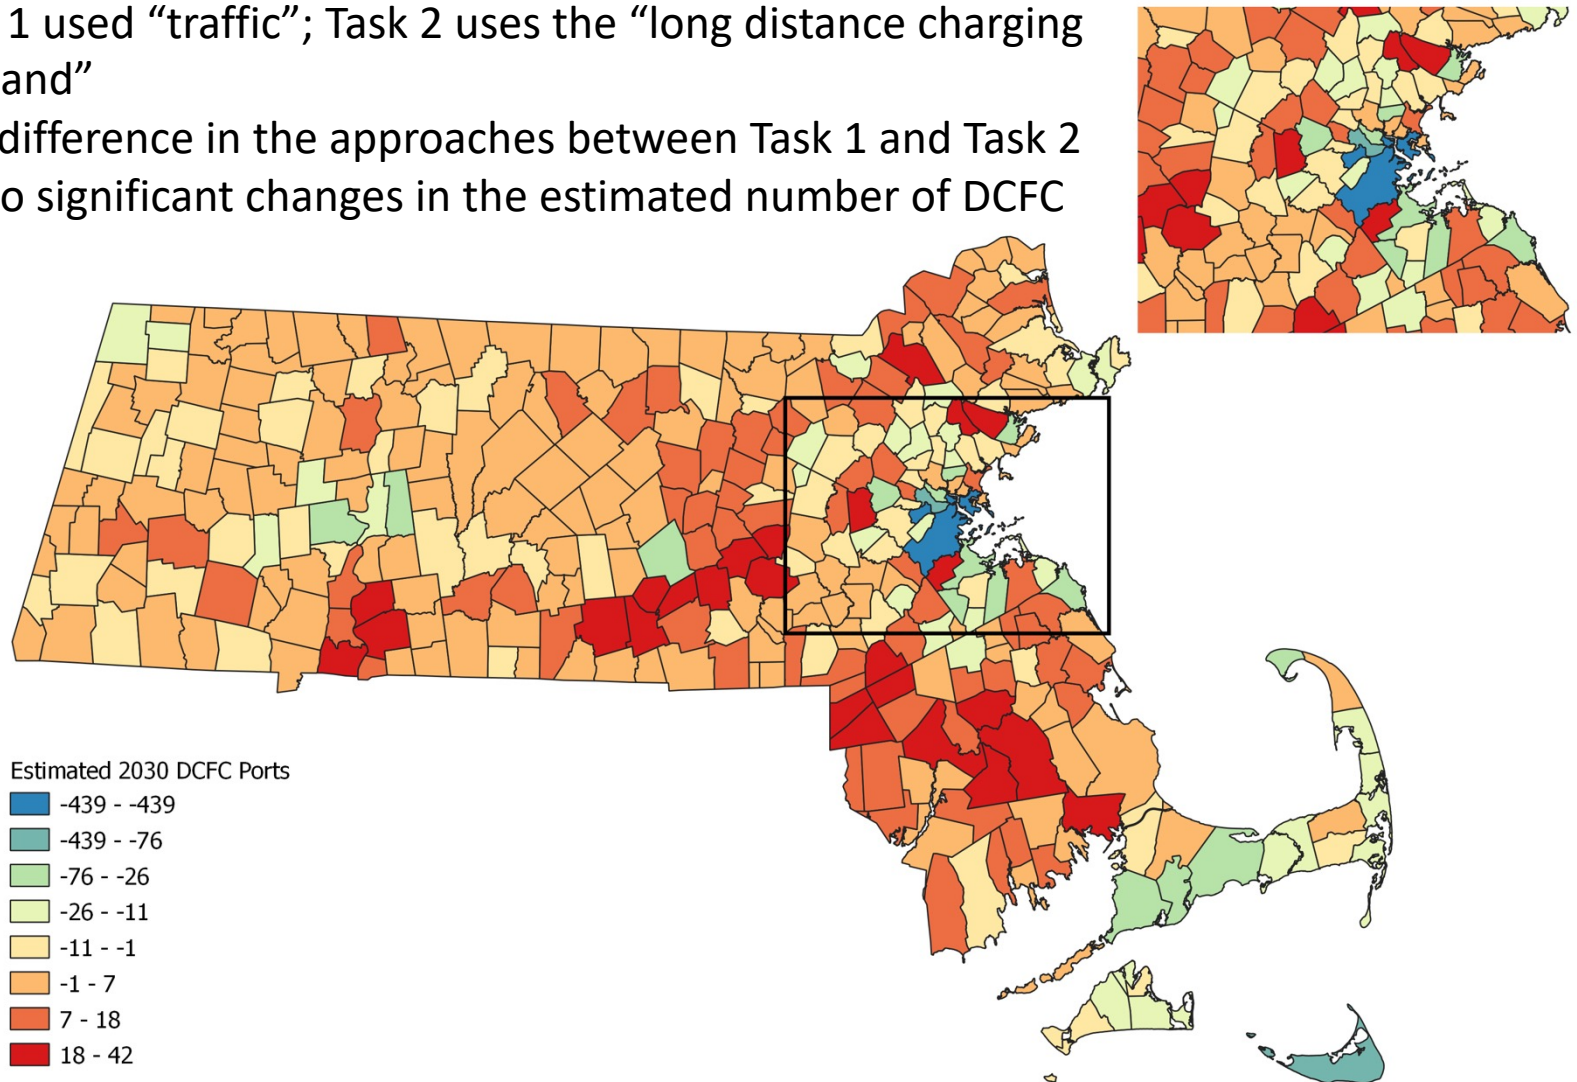 1 used “traffic”; Task 2 uses the “long distance charging
and”
difference in the approaches between Task 1 and Task 2
o significant changes in the estimated number of DCFC
Estimated 2030 DCFC Ports
-439 - -439
-439 - -76
-76 - -26
-26 - -11
-11 - -1
-1 - 7
7 - 18
18 - 42